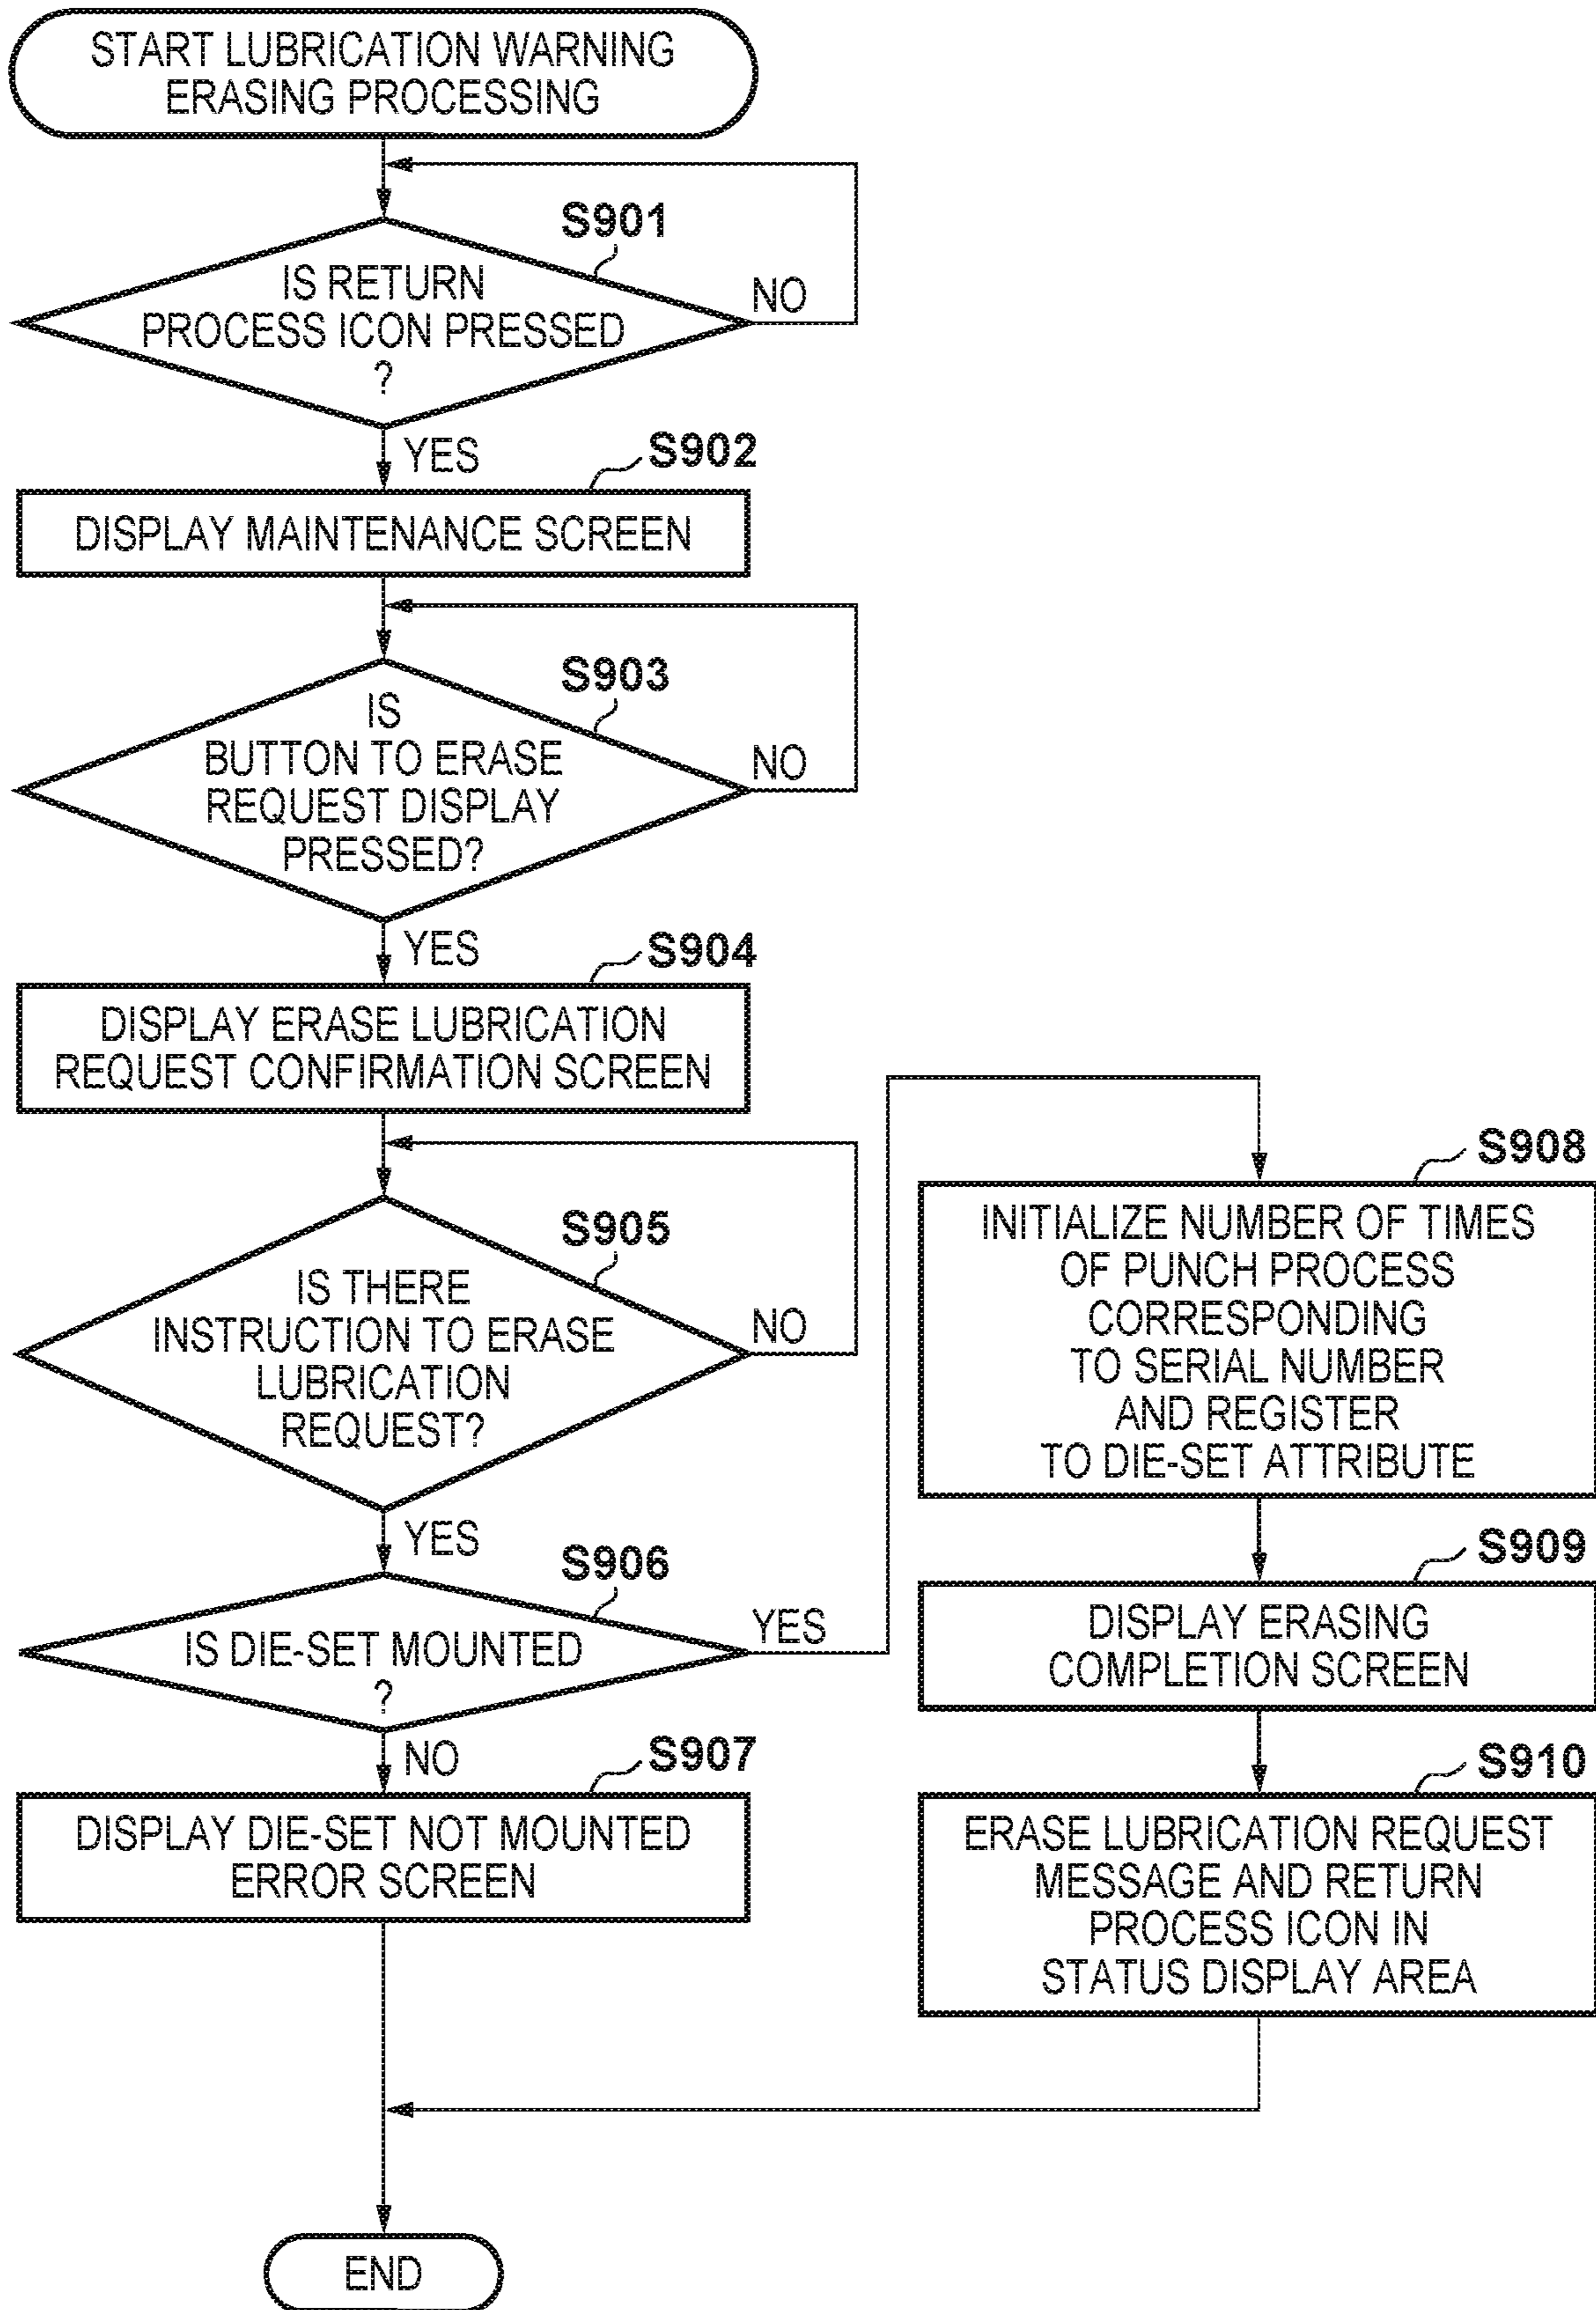 START LUBRICATION WARNING
ERASING PROCESSING
S901
IS RETURN
PROCESS ICON PRESSED
?
NO
YES
S902
DISPLAY MAINTENANCE SCREEN
S903
IS
BUTTON TO ERASE
REQUEST DISPLAY
PRESSED?
NO
YES
S904
DISPLAY ERASE LUBRICATION
REQUEST CONFIRMATION SCREEN
S905
IS THERE
INSTRUCTION TO ERASE
LUBRICATION
REQUEST?
NO
YES
S906
IS DIE-SET MOUNTED
?
YES
NO
S907
DISPLAY DIE-SET NOT MOUNTED
ERROR SCREEN
S908
INITIALIZE NUMBER OF TIMES
OF PUNCH PROCESS
CORRESPONDING
TO SERIAL NUMBER
AND REGISTER
TO DIE-SET ATTRIBUTE
S909
DISPLAY ERASING
COMPLETION SCREEN
S910
ERASE LUBRICATION REQUEST
MESSAGE AND RETURN
PROCESS ICON IN
STATUS DISPLAY AREA
END